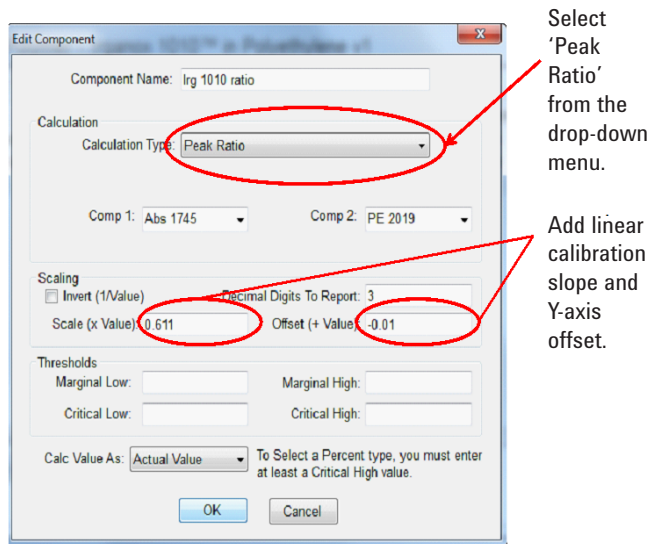 Select
'Peak
Ratio'
from the
drop-down
menu.
Edit Component
Component Name: Irg 1010 ratio
Calculation
Calculation Type: Peak Ratio
Comp 1: Abs 1745 Comp 2: PE 2019
Add linear
calibration
slope and
Y-axis
offset.
Scaling
Invert (1/Value) Decimal Digits To Report: 3
Scale (x Value): 0.611 Offset (+ Value): -0.01
Thresholds
Marginal Low: Marginal High:
Critical Low: Critical High:
Calc Value As: Actual Value To Select a Percent type, you must enter
at least a Critical High value.
OK Cancel